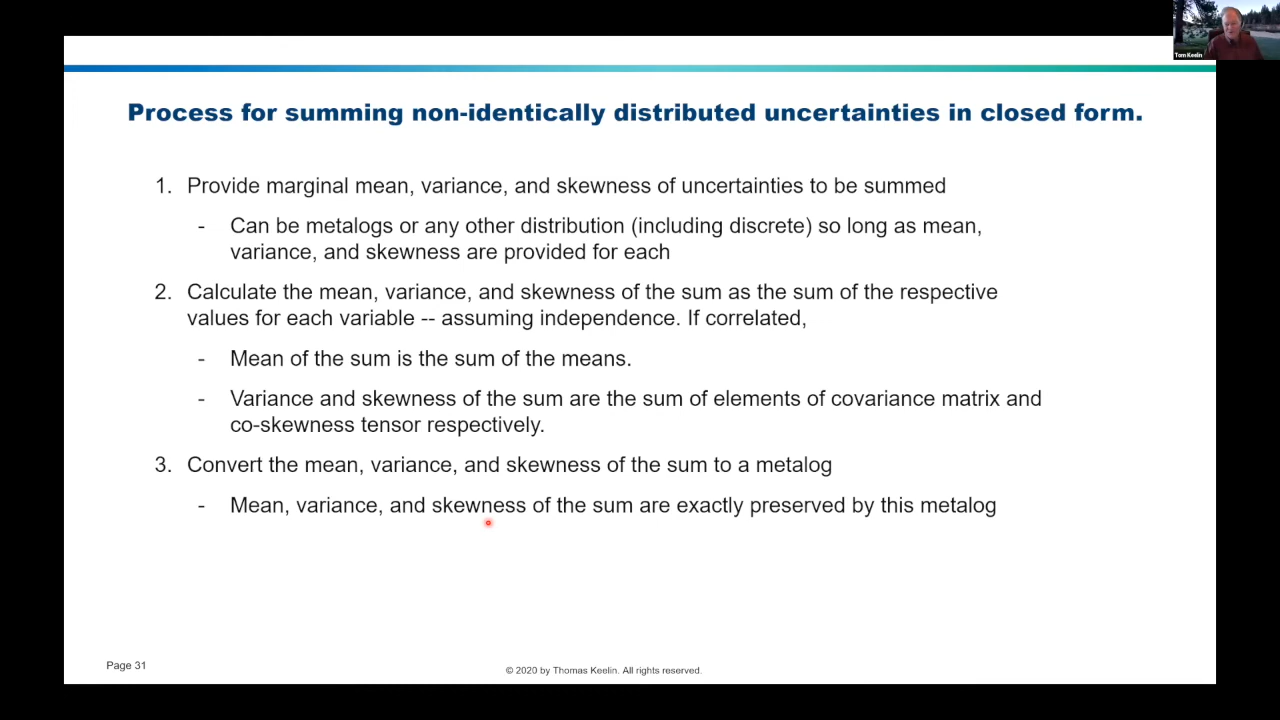 Tom Keelin
Process for summing non-identically distributed uncertainties in closed form.
1. Provide marginal mean, variance, and skewness of uncertainties to be summed
- Can be metalogs or any other distribution (including discrete) so long as mean,
variance, and skewness are provided for each
2. Calculate the mean, variance, and skewness of the sum as the sum of the respective
values for each variable -- assuming independence. If correlated,
- Mean of the sum is the sum of the means.
- Variance and skewness of the sum are the sum of elements of covariance matrix and
co-skewness tensor respectively.
3. Convert the mean, variance, and skewness of the sum to a metalog
- Mean, variance, and skewness of the sum are exactly preserved by this metalog
Page 31
© 2020 by Thomas Keelin. All rights reserved.